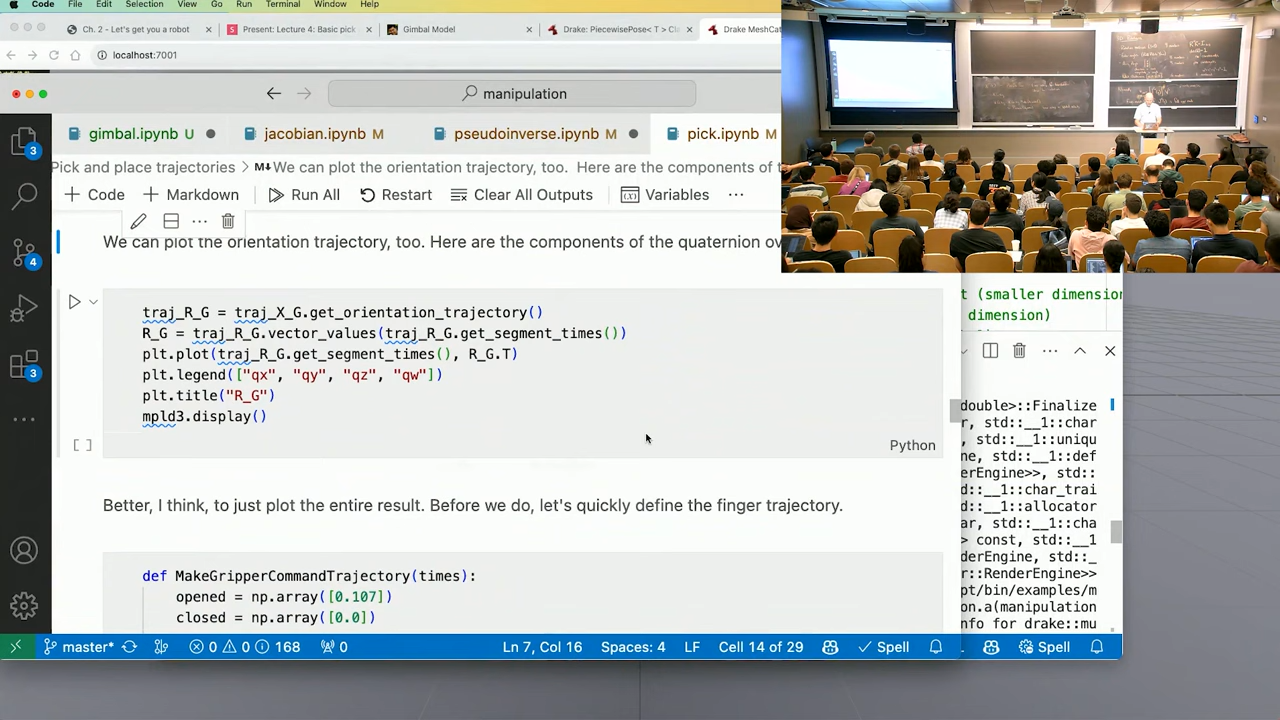 Code File Edit Selection View Go Run Terminal Window Help
Ch. 2 - Let's get you a robot
Present: Lecture 4: Basic pic
Gimbal Model
Drake: PiecewisePose< T > Cla
Drake MeshCat
localhost:7001
manipulation
gimbal.ipynb U
jacobian.ipynb M
pseudoinverse.ipynb M
pick.ipynb M
Pick and place trajectories > M↓We can plot the orientation trajectory, too. Here are the components of t
+ Code + Markdown Run All Restart Clear All Outputs Variables ...
We can plot the orientation trajectory, too. Here are the components of the quaternion ov
traj_R_G = traj_X_G.get_orientation_trajectory()
R_G = traj_R_G.vector_values(traj_R_G.get_segment_times())
plt.plot(traj_R_G.get_segment_times(), R_G.T)
plt.legend(["qx", "qy", "qz", "qw"])
plt.title("R_G")
mpld3.display()
[ ]
Python
Better, I think, to just plot the entire result. Before we do, let's quickly define the finger trajectory.
def MakeGripperCommandTrajectory(times):
opened = np.array([0.107])
closed = np.array([0.0])
t (smaller dimension
dimension)
double>::Finalize
r, std::__1::char
, std::__1::uniqu
ne, std::__1::def
erEngine>>, std::
d::__1::char_trai
d::__1::allocator
ar, std::__1::cha
> const, std::__1
derEngine, std::_
r::RenderEngine>>
pt/bin/examples/m
on.a(manipulation
nfo for drake::mu
3
4
3
master* 0 0 168 0 Ln 7, Col 16 Spaces: 4 LF Cell 14 of 29 Spell Spell